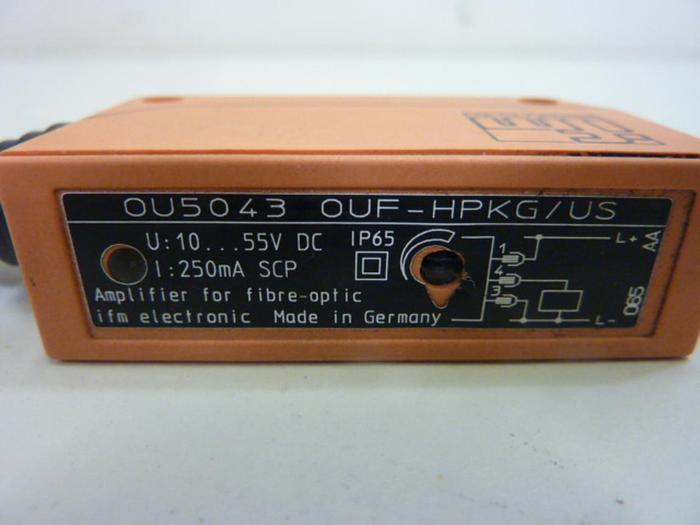 OU5043 OUF-HPKG/US
U:10...55V DC IP65
I:250mA SCP
Amplifier for fibre-optic
ifm electronic Made in Germany
1
4
3
L+
L-
AA
065